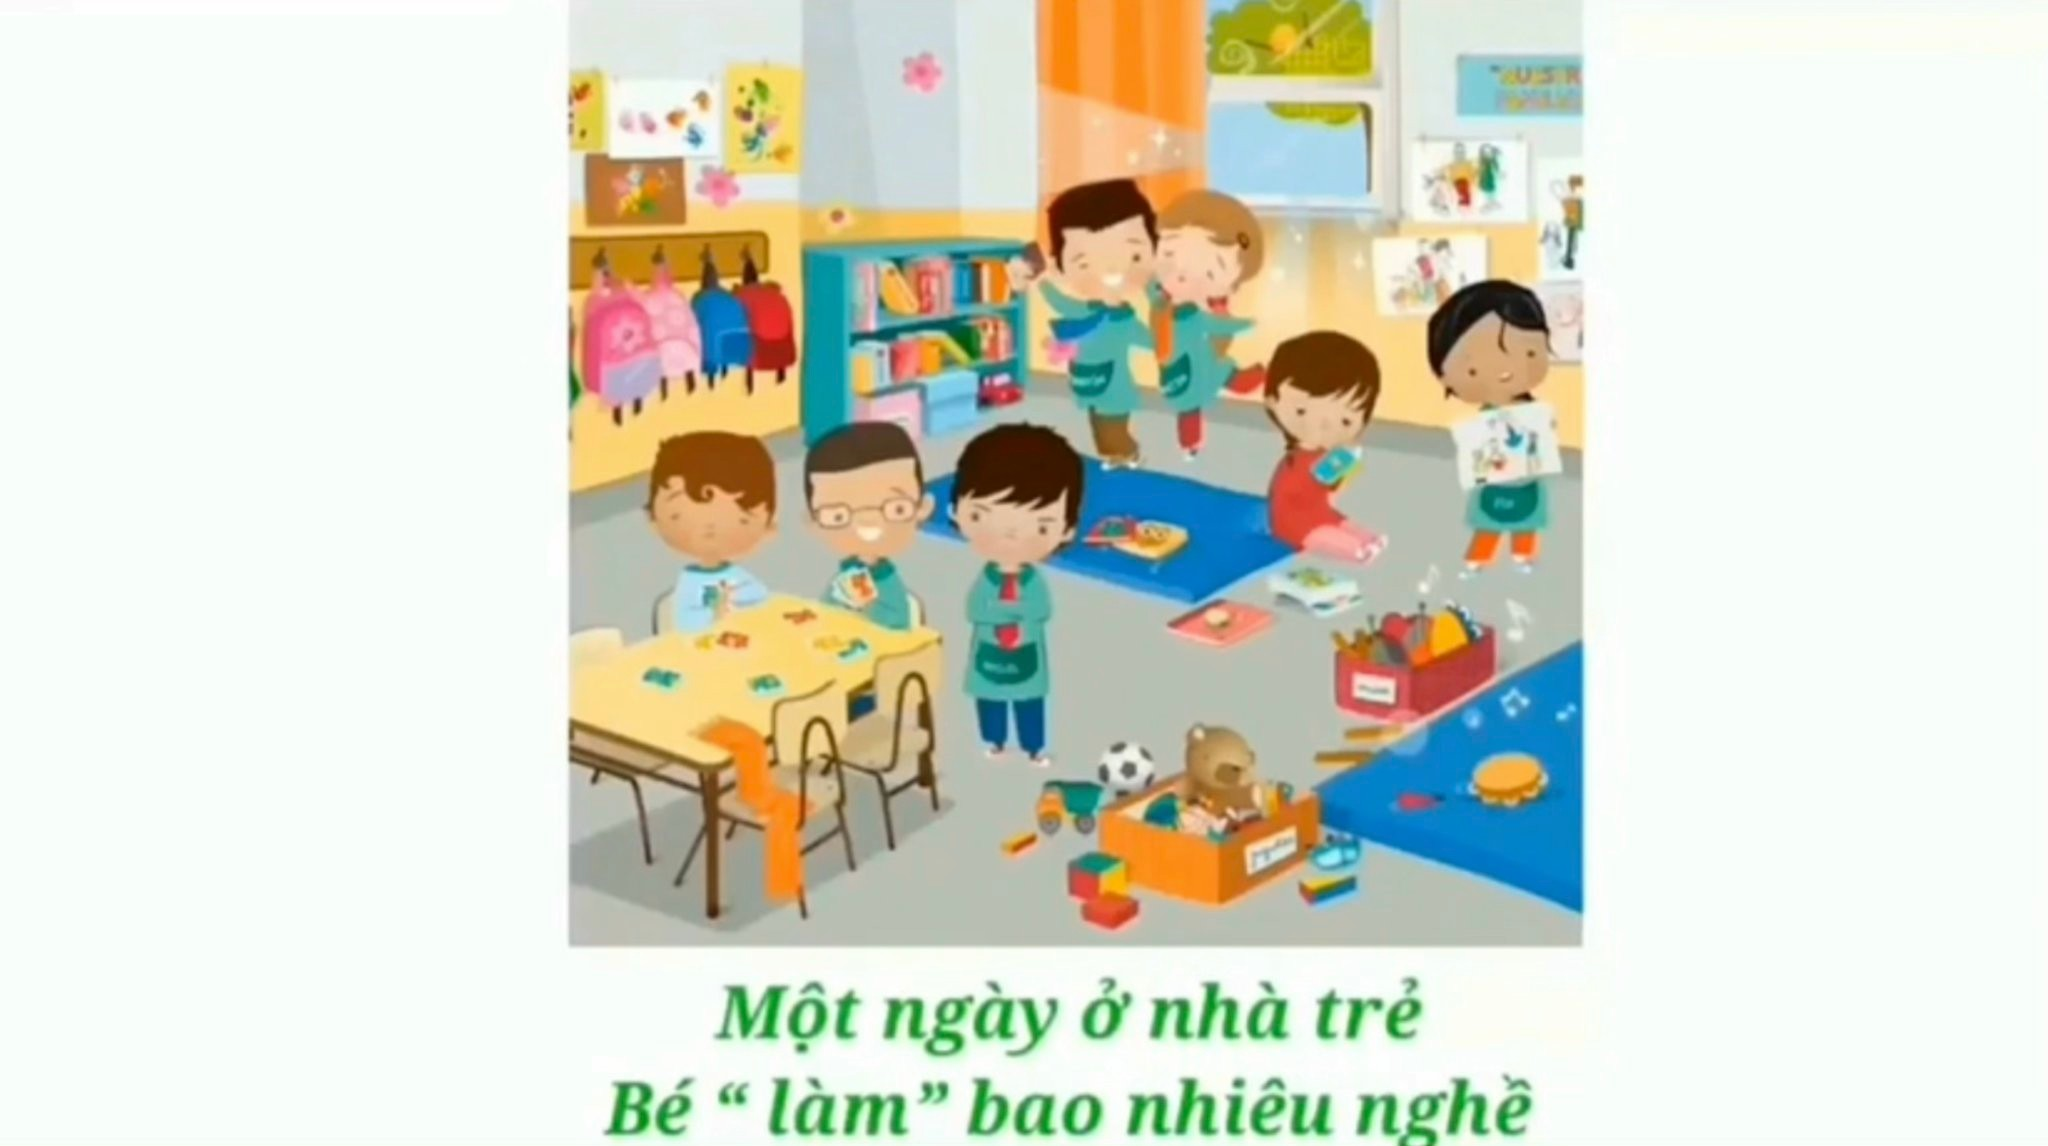 Một ngày ở nhà trẻ
Bé “ làm” bao nhiêu nghề